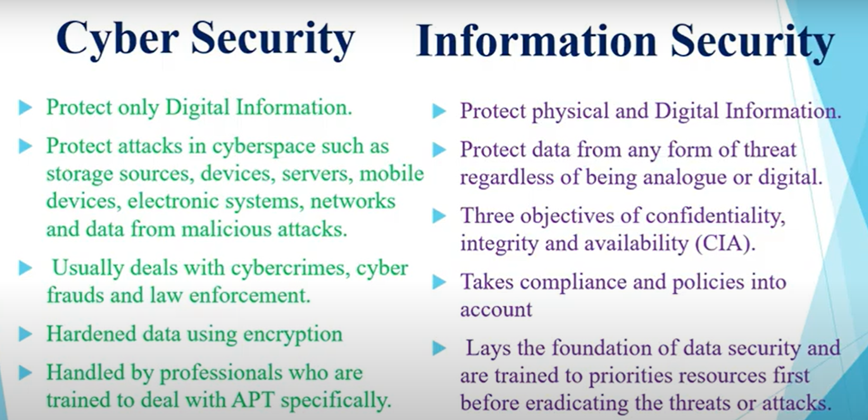 Cyber Security
Protect only Digital Information.
Protect attacks in cyberspace such as
storage sources, devices, servers, mobile
devices, electronic systems, networks
and data from malicious attacks.
Usually deals with cybercrimes, cyber
frauds and law enforcement.
Hardened data using encryption
Handled by professionals who are
trained to deal with APT specifically.
Information Security
Protect physical and Digital Information.
Protect data from any form of threat
regardless of being analogue or digital.
Three objectives of confidentiality,
integrity and availability (CIA).
Takes compliance and policies into
account
Lays the foundation of data security and
are trained to priorities resources first
before eradicating the threats or attacks.